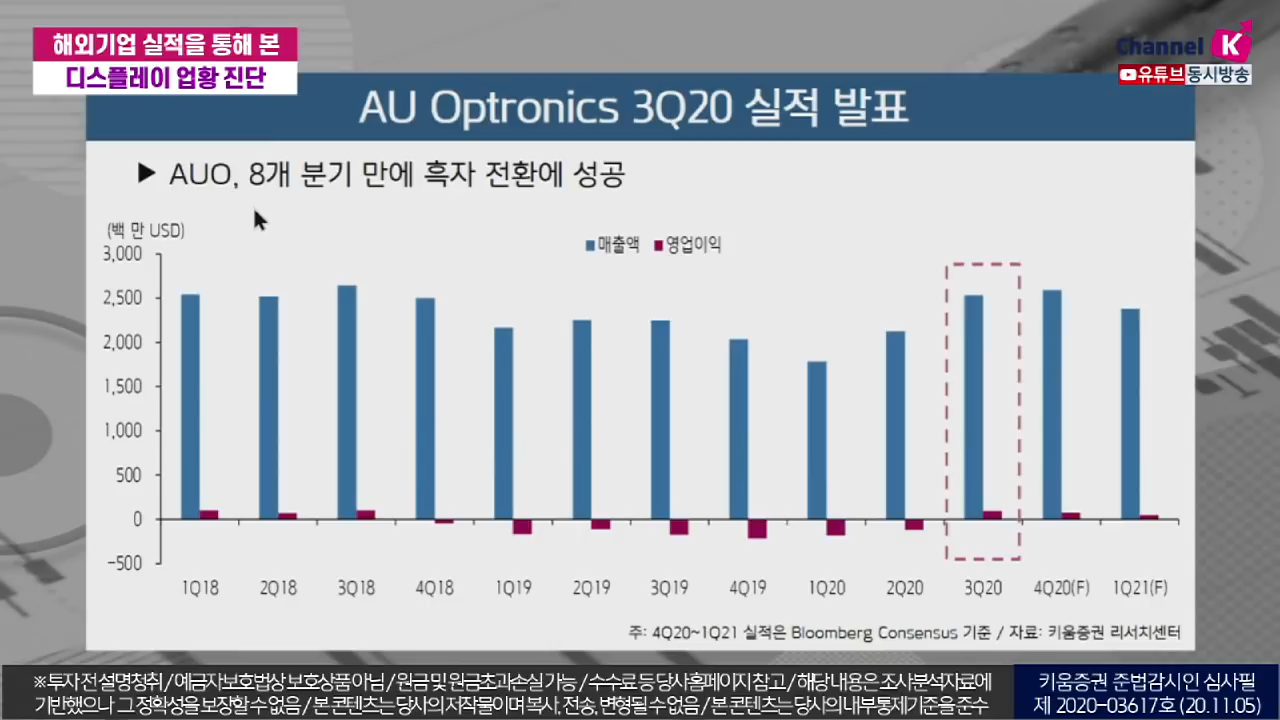 해외기업 실적을 통해 본
디스플레이 업황 진단
Channel K
유튜브동시방송
AU Optronics 3Q20 실적 발표
▶ AUO, 8개 분기 만에 흑자 전환에 성공
(백 만 USD)
매출액 영업이익
3,000
2,500
2,000
1,500
1,000
500
0
-500
1Q18 2Q18 3Q18 4Q18 1Q19 2Q19 3Q19 4Q19 1Q20 2Q20 3Q20 4Q20(F) 1Q21(F)
주: 4Q20~1Q21 실적은 Bloomberg Consensus 기준 / 자료: 키움증권 리서치센터
※ 투자 전 설명청취 / 예금자보호법상 보호상품 아님 / 원금 및 원금초과손실 가능 / 수수료 등 당사홈페이지 참고 / 해당 내용은 조사분석자료에
기반했으나 그 정확성을 보장할 수 없음 / 본 콘텐츠는 당사의 저작물이며 복사, 전송, 변형될 수 없음 / 본 콘텐츠는 당사의 내부통제기준을 준수
키움증권 준법감시인 심사필
제 2020-03617호 (20.11.05)